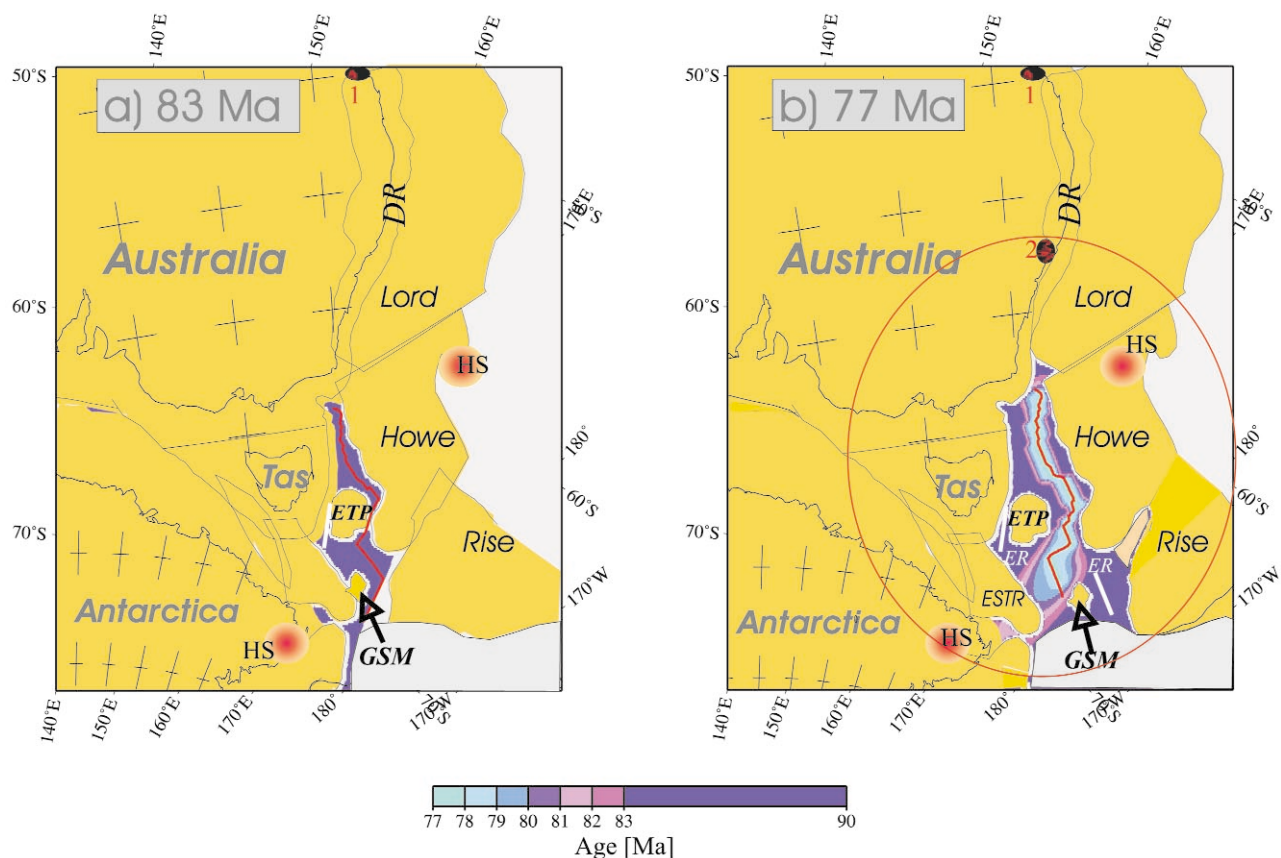 140°E
150°E
160°E
50°S
a) 83 Ma
1
DR
170°E
Australia
Lord
60°S
HS
Howe
180°
Tas
60°S
ETP
70°S
Rise
170°W
Antarctica
HS
GSM
140°E
150°E
160°E
170°E
180°
170°W
140°E
150°E
160°E
50°S
b) 77 Ma
1
DR
170°E
2
Australia
Lord
60°S
HS
Howe
180°
Tas
60°S
ETP
70°S
ER
ER
Rise
ESTR
170°W
Antarctica
HS
GSM
140°E
150°E
160°E
170°E
180°
77 78 79 80 81 82 83 90
Age [Ma]